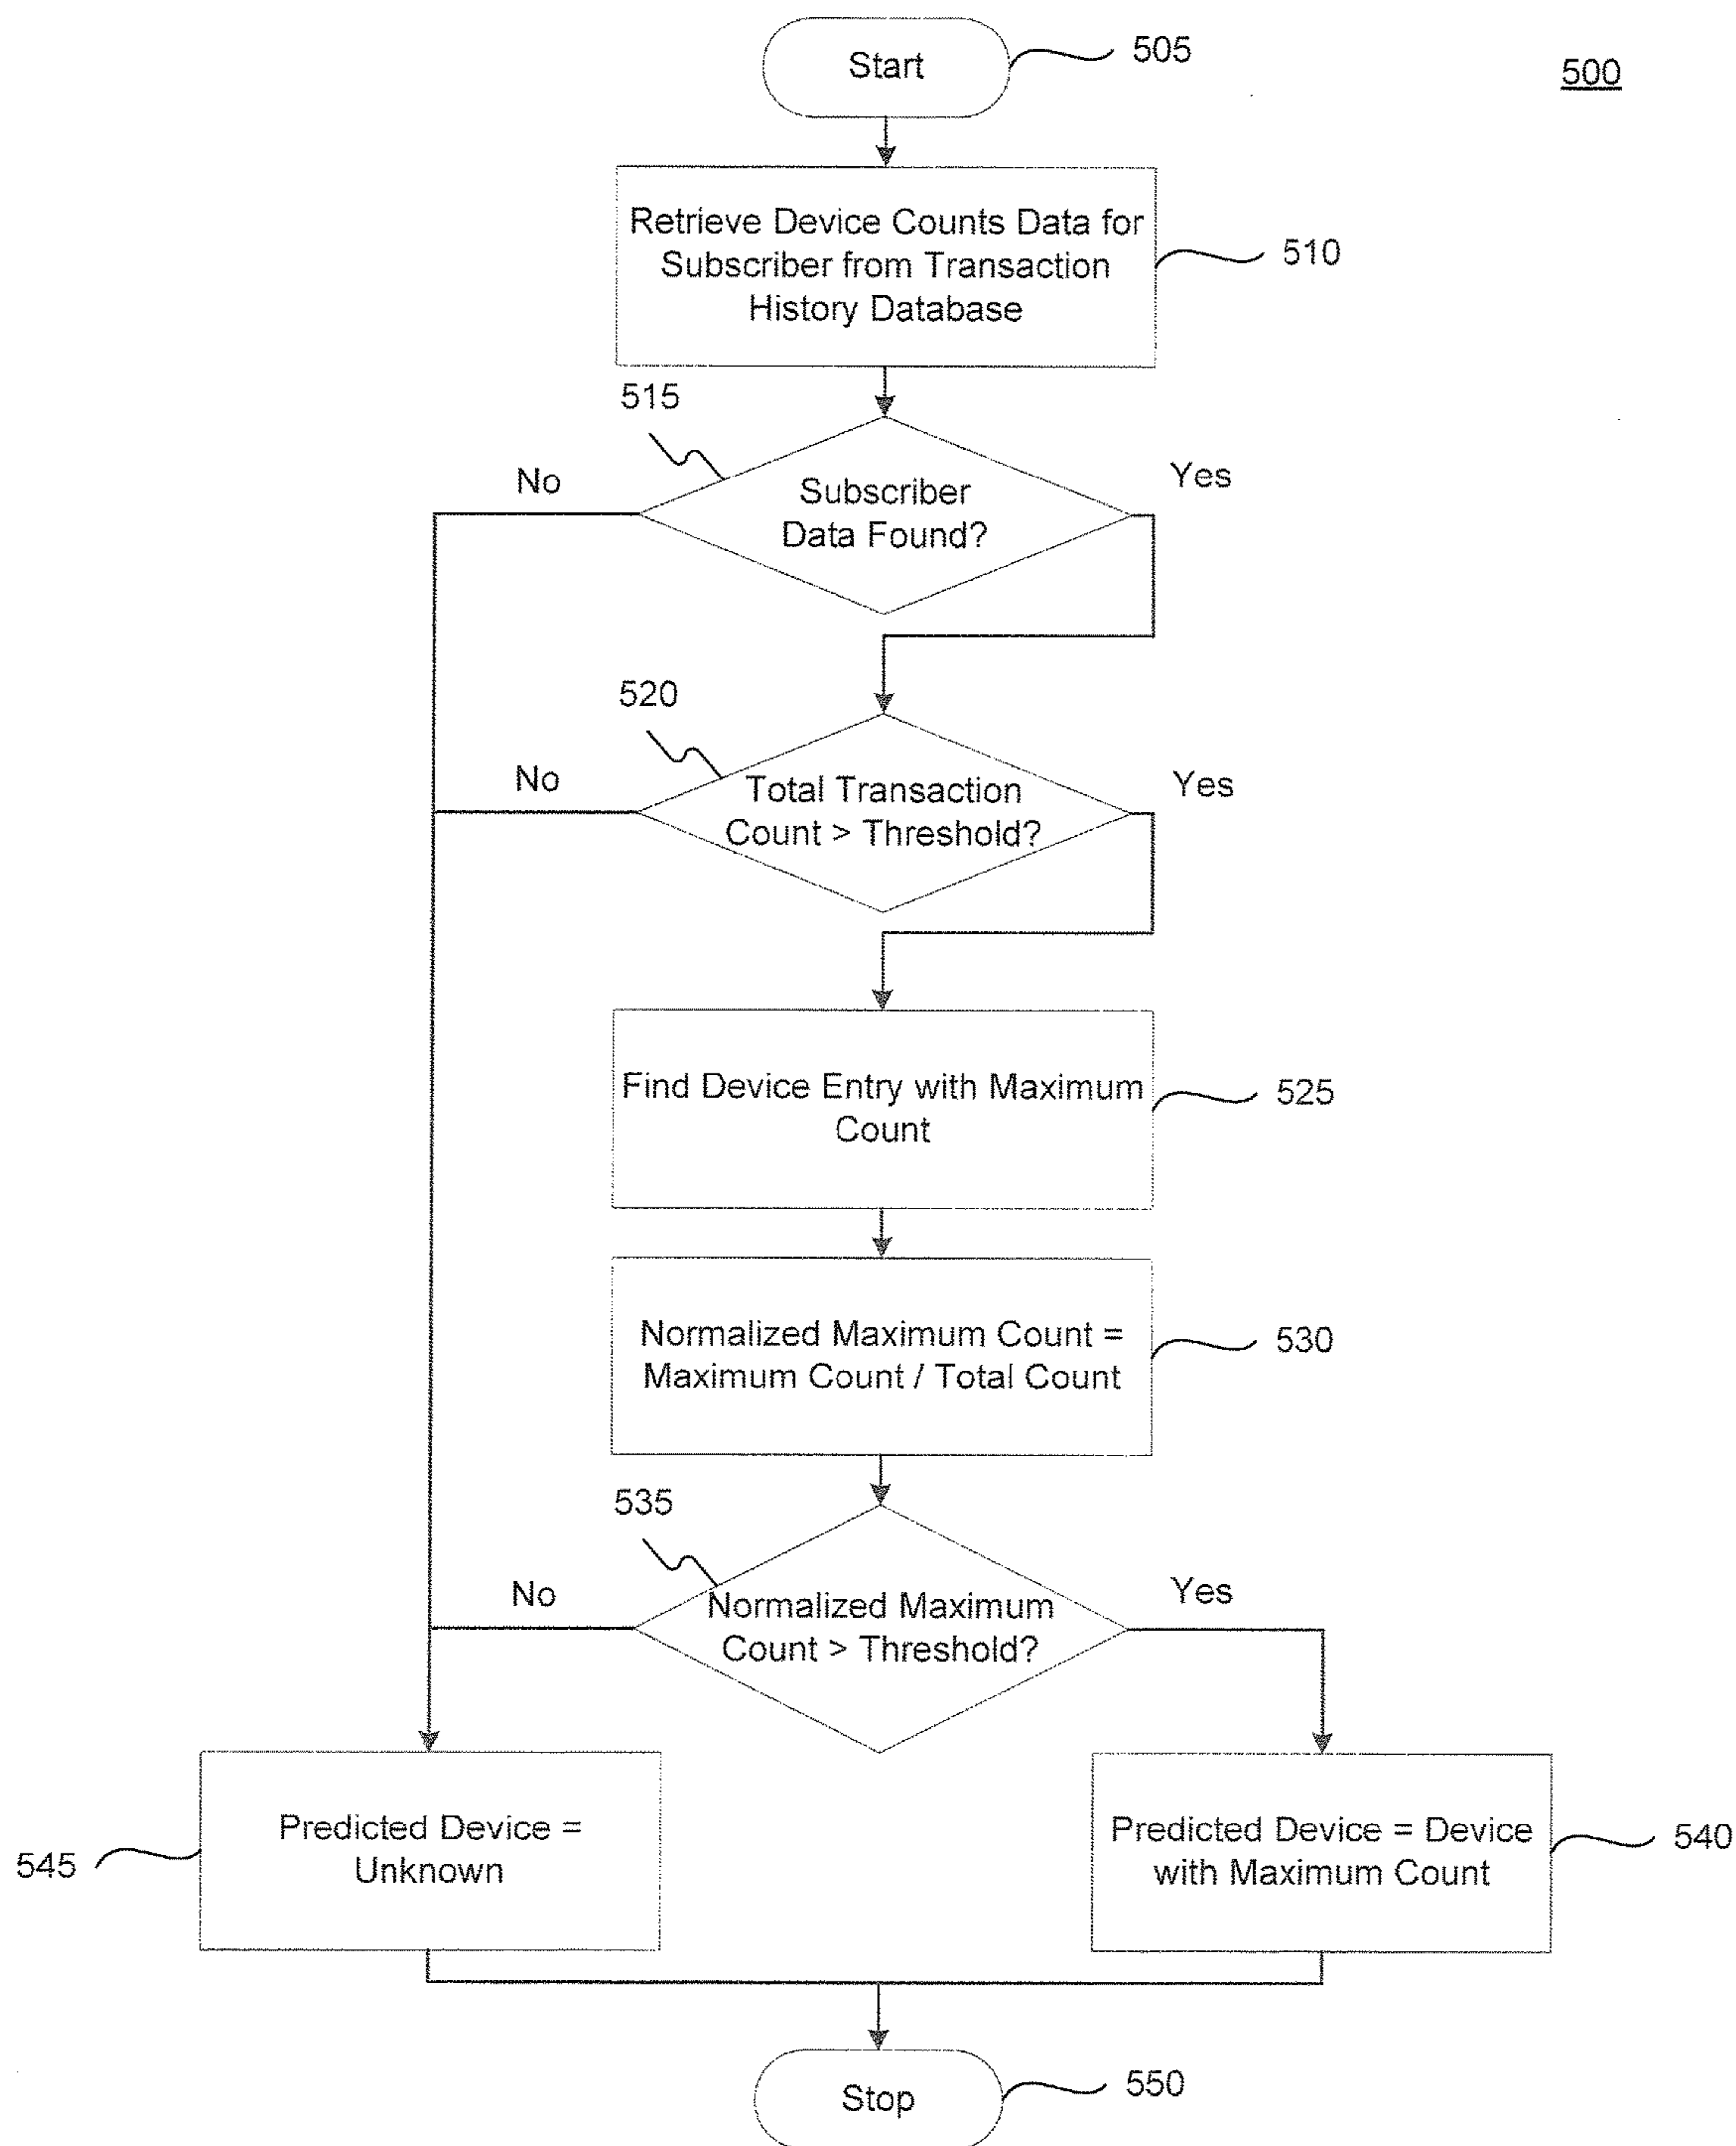 Start
505
500
Retrieve Device Counts Data for
Subscriber from Transaction
History Database
510
515
No
Yes
Subscriber
Data Found?
520
No
Yes
Total Transaction
Count > Threshold?
Find Device Entry with Maximum
Count
525
Normalized Maximum Count =
Maximum Count / Total Count
530
535
No
Yes
Normalized Maximum
Count > Threshold?
545
Predicted Device =
Unknown
Predicted Device = Device
with Maximum Count
540
Stop
550